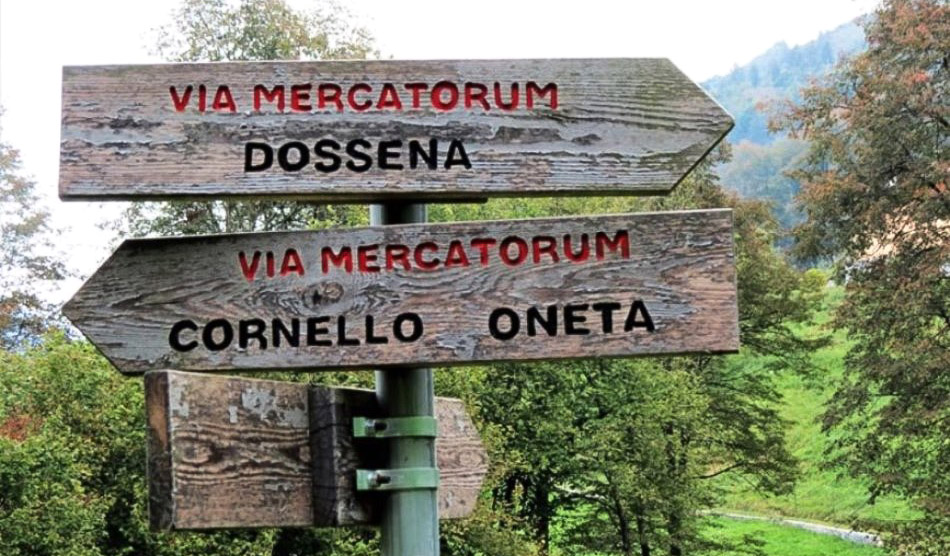 VIA MERCATORUM
DOSSENA
VIA MERCATORUM
CORNELLO ONETA